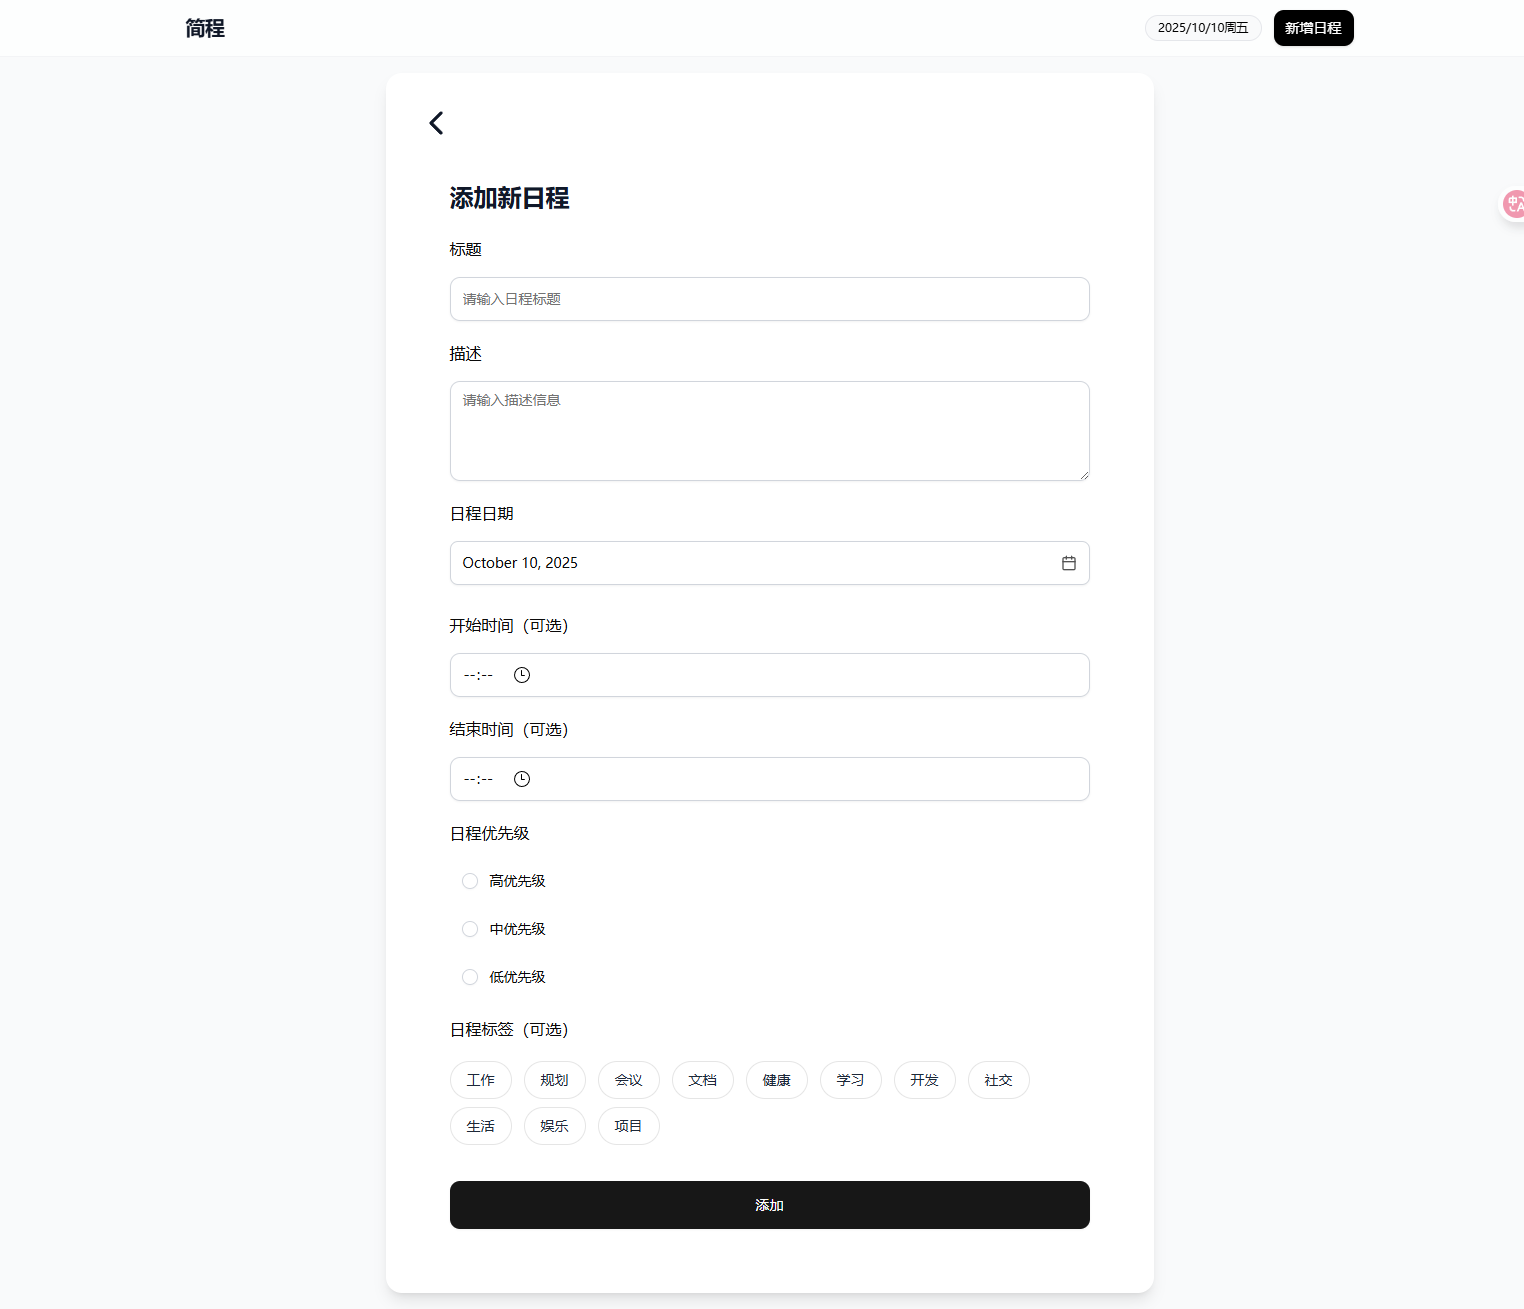 简程
2025/10/10周五
新增日程
添加新日程
标题
请输入日程标题
描述
请输入描述信息
日程日期
October 10, 2025
开始时间（可选）
--:--
结束时间（可选）
--:--
日程优先级
高优先级
中优先级
低优先级
日程标签（可选）
工作 规划 会议 文档 健康 学习 开发 社交
生活 娱乐 项目
添加